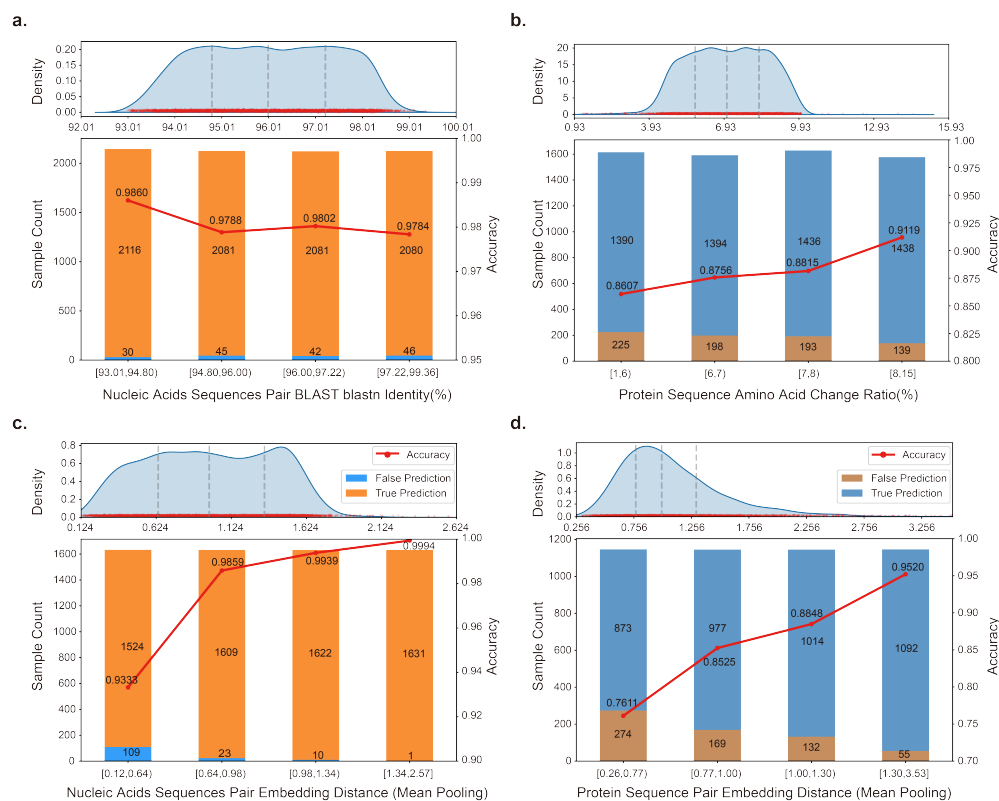 a.
Density
0.20
0.15
0.10
0.05
0.00
92.01 93.01 94.01 95.01 96.01 97.01 98.01 99.01 100.01
Sample Count
2000
1500
1000
500
0
1.00
0.99
0.98
0.97
0.96
0.95
Accuracy
0.9860 0.9788 0.9802 0.9784
2116 2081 2081 2080
30 45 42 46
[93.01,94.80) [94.80,96.00) [96.00,97.22) [97.22,99.36]
Nucleic Acids Sequences Pair BLAST blastn Identity(%)
b.
Density
20
15
10
5
0
0.93 3.93 6.93 9.93 12.93 15.93
Sample Count
1600
1400
1200
1000
800
600
400
200
0
1.00
0.975
0.950
0.925
0.900
0.875
0.850
0.825
0.800
Accuracy
1390 1394 1436 1438
0.8607 0.8756 0.8815 0.9119
225 198 193 139
[1.6) [6.7) [7,8) [8.15]
Protein Sequence Amino Acid Change Ratio(%)
c.
Density
0.8
0.6
0.4
0.2
0.0
0.124 0.624 1.124 1.624 2.124 2.624
Accuracy
False Prediction
True Prediction
Sample Count
1600
1400
1200
1000
800
600
400
200
0
1.00
0.98
0.96
0.94
0.92
0.90
Accuracy
0.9333 0.9859 0.9939 0.9994
1524 1609 1622 1631
109 23 10 1
[0.12,0.64) [0.64,0.98) [0.98,1.34) [1.34,2.57]
Nucleic Acids Sequences Pair Embedding Distance (Mean Pooling)
d.
Density
1.0
0.8
0.6
0.4
0.2
0.0
0.256 0.756 1.256 1.756 2.256 2.756 3.256
Accuracy
False Prediction
True Prediction
Sample Count
1200
1000
800
600
400
200
0
1.00
0.95
0.90
0.85
0.80
0.75
0.70
Accuracy
873 977 1014 1092
0.7611 0.8525 0.8848 0.9520
274 169 132 55
[0.26,0.77) [0.77,1.00) [1.00,1.30) [1.30,3.53]
Protein Sequence Pair Embedding Distance (Mean Pooling)